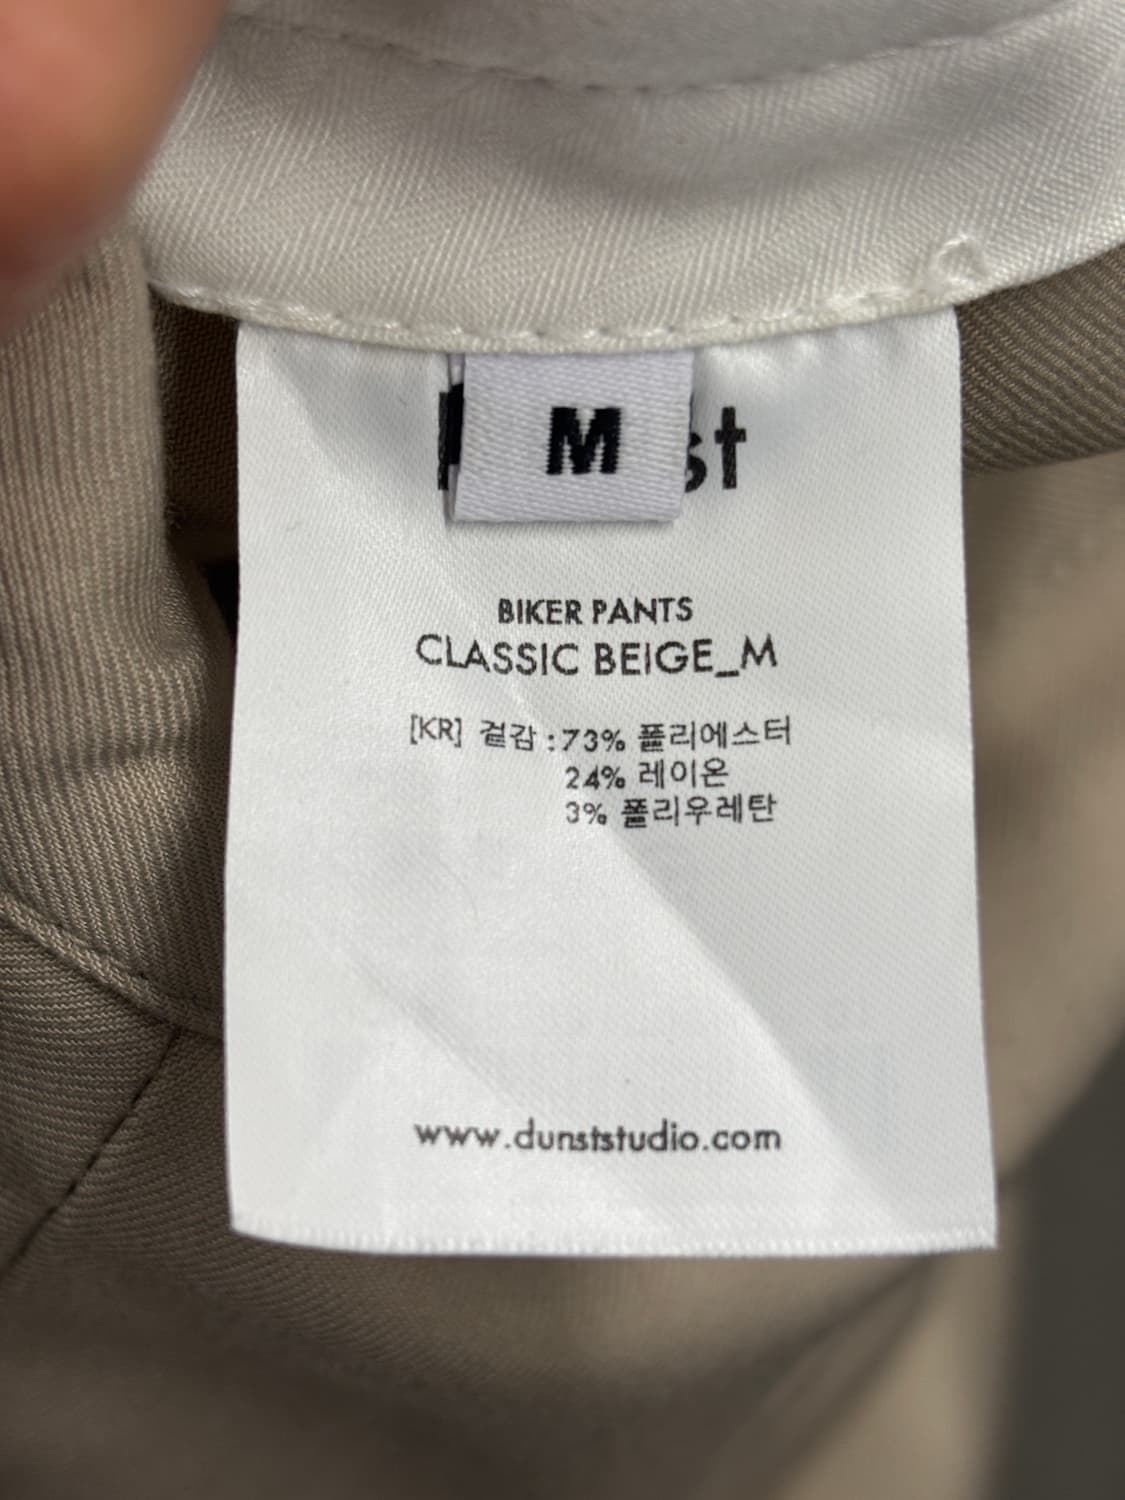 M
BIKER PANTS
CLASSIC BEIGE_M
[KR] 겉감 : 73% 폴리에스터
24% 레이온
3% 폴리우레탄
www.dunststudio.com